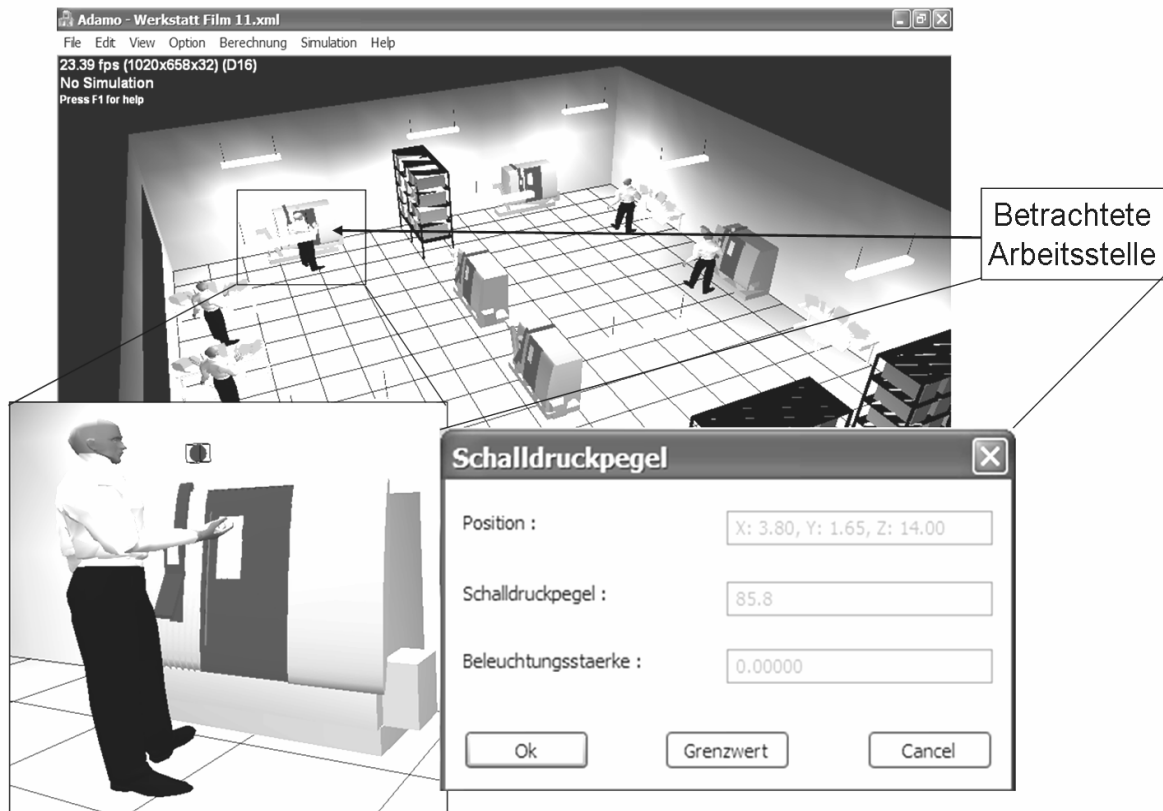 Adamo - Werkstatt Film 11.xml
File Edit View Option Berechnung Simulation Help
23.39 fps (1020x658x32) (D16)
No Simulation
Press F1 for help
Betrachtete
Arbeitsstelle
Schalldruckpegel
Position : X: 3.80, Y: 1.65, Z: 14.00
Schalldruckpegel : 85.8
Beleuchtungsstaerke : 0.00000
Ok Grenzwert Cancel